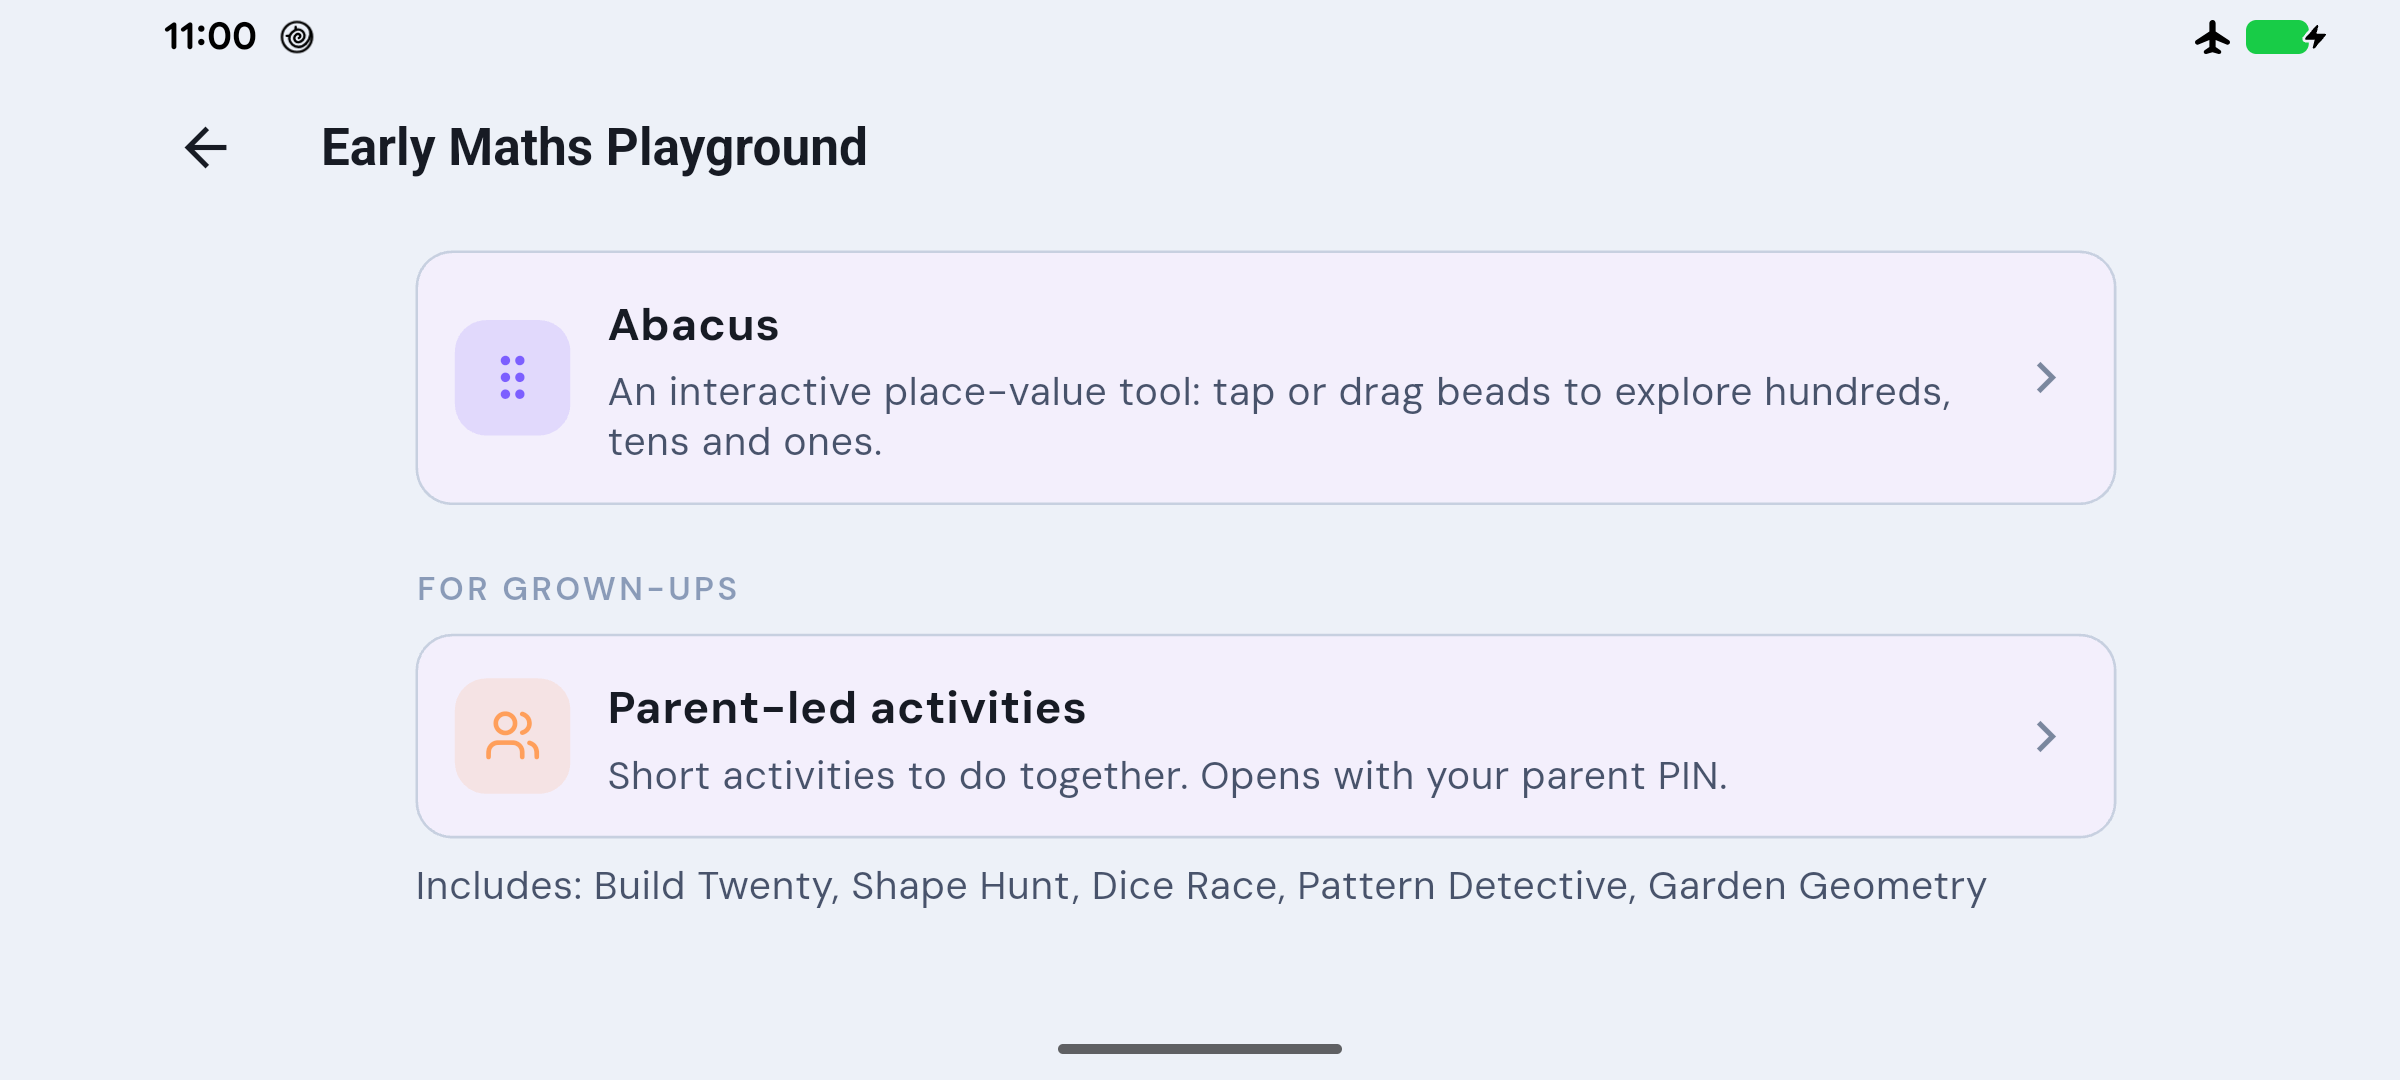 11:00
Early Maths Playground
Abacus
An interactive place-value tool: tap or drag beads to explore hundreds,
tens and ones.
FOR GROWN-UPS
Parent-led activities
Short activities to do together. Opens with your parent PIN.
Includes: Build Twenty, Shape Hunt, Dice Race, Pattern Detective, Garden Geometry